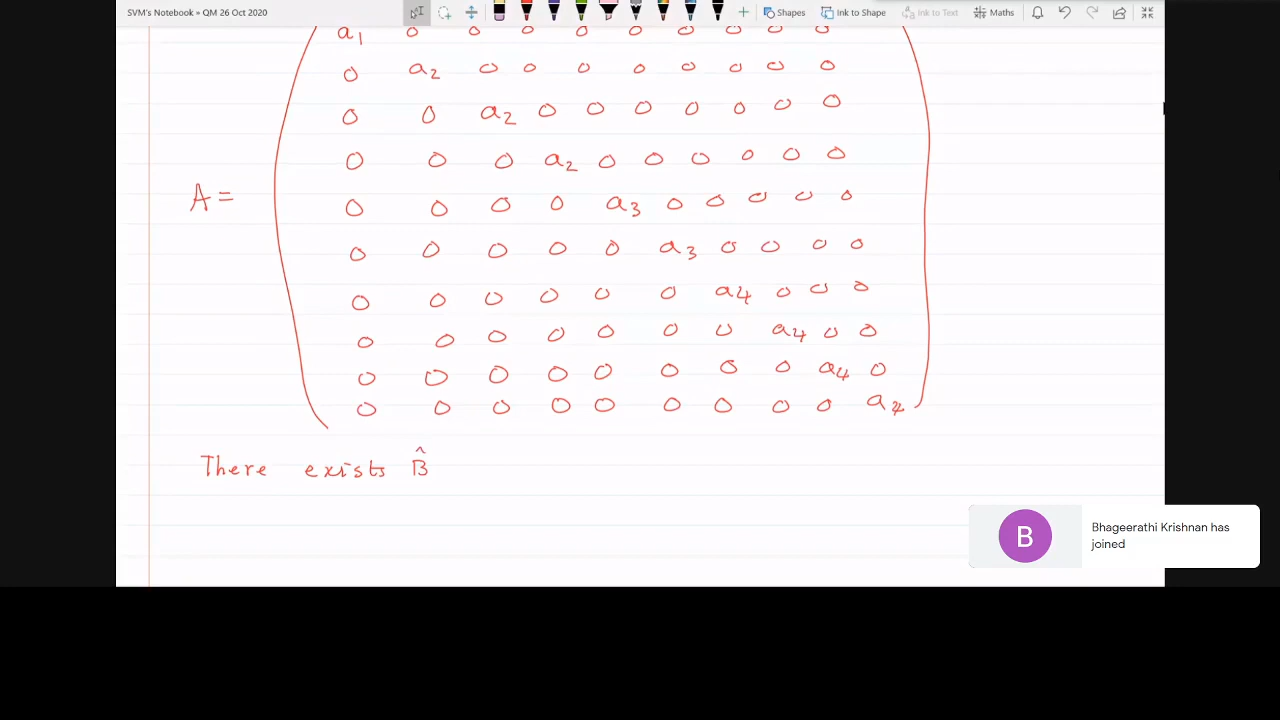 SVM's Notebook » QM 26 Oct 2020 Shapes Ink to Shape Ink to Text Maths
a₁ 0 0 0 0 0 0 0 0 0
0 a₂ 0 0 0 0 0 0 0 0
0 0 a₂ 0 0 0 0 0 0 0
0 0 0 a₂ 0 0 0 0 0 0
A =
0 0 0 0 a₃ 0 0 0 0 0
0 0 0 0 0 a₃ 0 0 0 0
0 0 0 0 0 0 a₄ 0 0 0
0 0 0 0 0 0 0 a₄ 0 0
0 0 0 0 0 0 0 0 a₄ 0
0 0 0 0 0 0 0 0 0 a₄
There exists B̂
B
Bhageerathi Krishnan has
joined